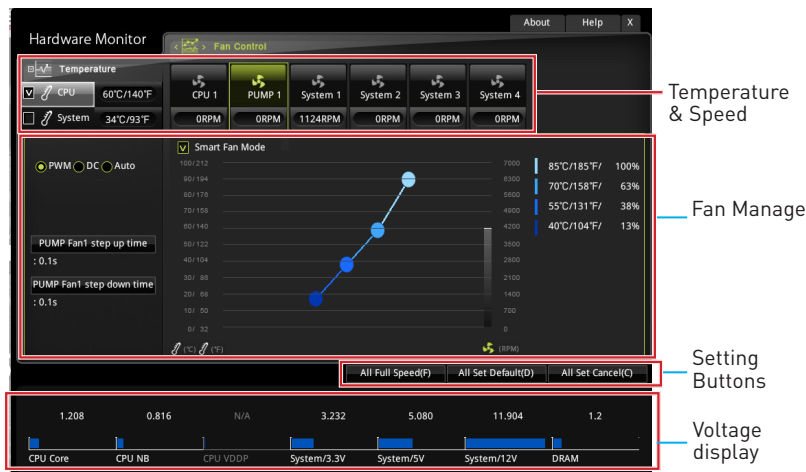 About Help X
Hardware Monitor
< > Fan Control
Temperature
CPU 60°C/140°F
System 34°C/93°F
CPU 1 PUMP 1 System 1 System 2 System 3 System 4
0RPM 0RPM 1124RPM 0RPM 0RPM 0RPM
Temperature
& Speed
PWM DC Auto
PUMP Fan1 step up time
: 0.1s
PUMP Fan1 step down time
: 0.1s
V Smart Fan Mode
100/212 7000
90/194 6300
80/176 5600
70/158 4900
60/140 4200
50/122 3500
40/104 2800
30/ 86 2100
20/ 68 1400
10/ 50 700
0/ 32 0
(°C) (°F) (RPM)
85°C/185°F/ 100%
70°C/158°F/ 63%
55°C/131°F/ 38%
40°C/104°F/ 13%
Fan Manage
All Full Speed(F) All Set Default(D) All Set Cancel(C)
Setting
Buttons
1.208 0.816 N/A 3.232 5.080 11.904 1.2
CPU Core CPU NB CPU VDDP System/3.3V System/5V System/12V DRAM
Voltage
display